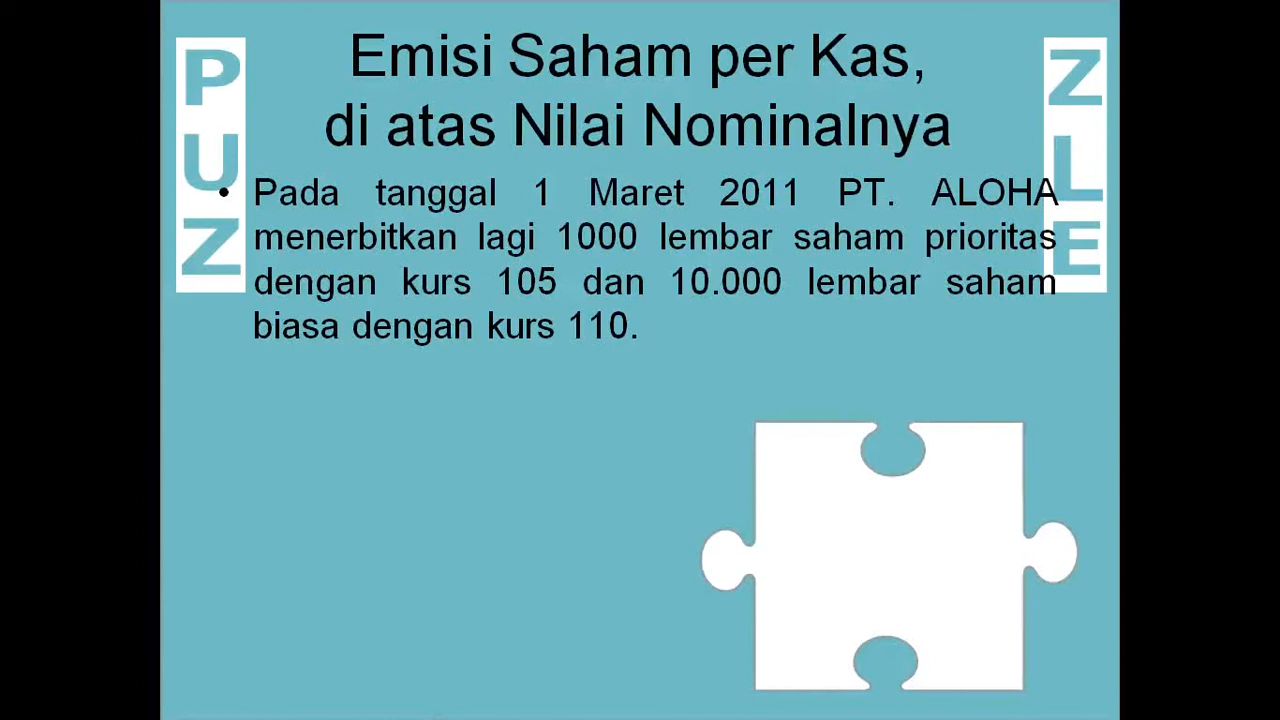 Emisi Saham per Kas,
di atas Nilai Nominalnya
PUZ
ZLE
• Pada tanggal 1 Maret 2011 PT. ALOHA
menerbitkan lagi 1000 lembar saham prioritas
dengan kurs 105 dan 10.000 lembar saham
biasa dengan kurs 110.